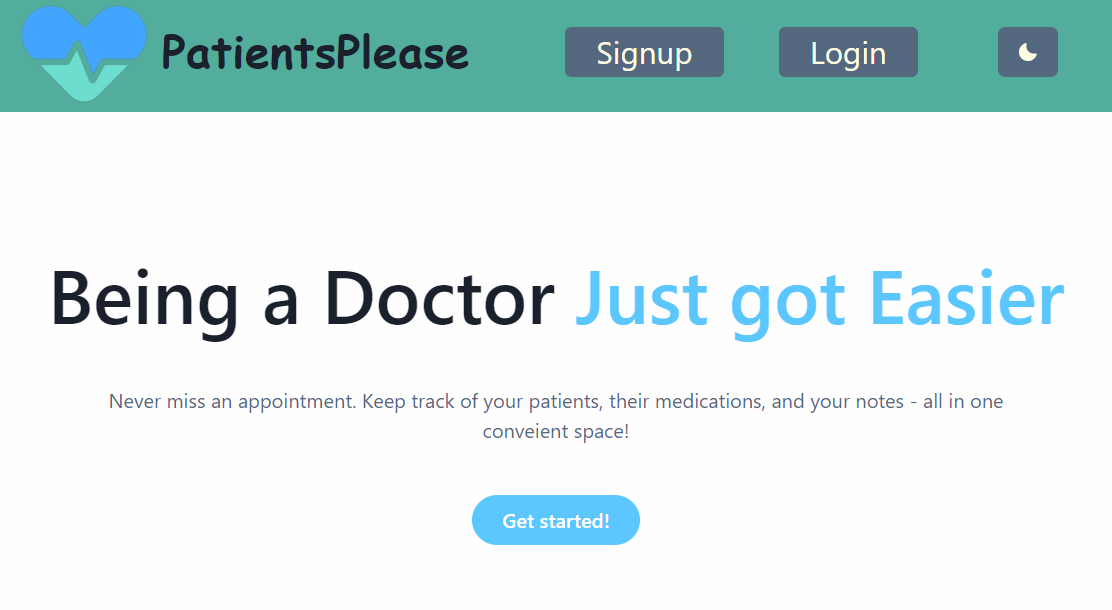 PatientsPlease
Signup
Login
Being a Doctor Just got Easier
Never miss an appointment. Keep track of your patients, their medications, and your notes - all in one
conveient space!
Get started!